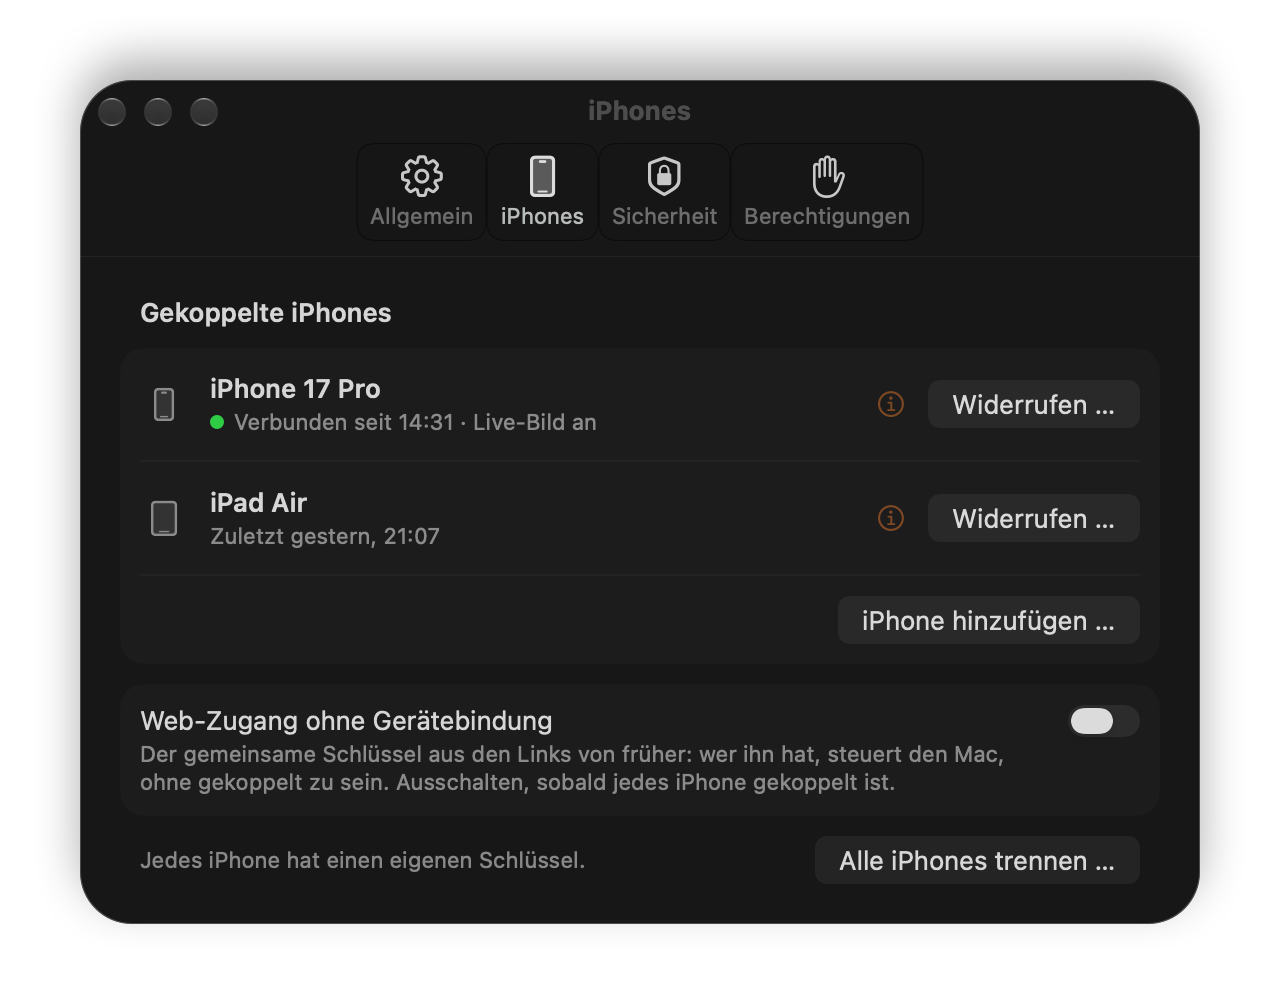 iPhones
Allgemein
iPhones
Sicherheit
Berechtigungen
Gekoppelte iPhones
iPhone 17 Pro
Verbunden seit 14:31 · Live-Bild an
Widerrufen ...
iPad Air
Zuletzt gestern, 21:07
Widerrufen ...
iPhone hinzufügen ...
Web-Zugang ohne Gerätebindung
Der gemeinsame Schlüssel aus den Links von früher: wer ihn hat, steuert den Mac,
ohne gekoppelt zu sein. Ausschalten, sobald jedes iPhone gekoppelt ist.
Jedes iPhone hat einen eigenen Schlüssel.
Alle iPhones trennen ...